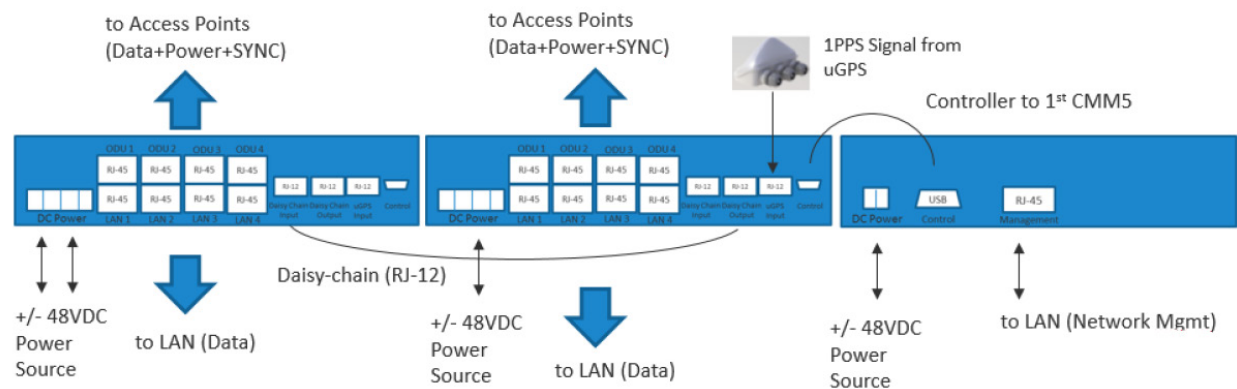 to Access Points
(Data+Power+SYNC)
to Access Points
(Data+Power+SYNC)
1PPS Signal from
uGPS
Controller to 1st CMM5
ODU 1 ODU 2 ODU 3 ODU 4
RJ-45 RJ-45 RJ-45 RJ-45
RJ-45 RJ-45 RJ-45 RJ-45
LAN 1 LAN 2 LAN 3 LAN 4
DC Power
RJ-12 RJ-12 RJ-12
Daisy Chain Daisy Chain uGPS Control
Input Output Input
ODU 1 ODU 2 ODU 3 ODU 4
RJ-45 RJ-45 RJ-45 RJ-45
RJ-45 RJ-45 RJ-45 RJ-45
LAN 1 LAN 2 LAN 3 LAN 4
DC Power
RJ-12 RJ-12 RJ-12
Daisy Chain Daisy Chain uGPS Control
Input Output Input
USB RJ-45
DC Power Control Management
Daisy-chain (RJ-12)
+/- 48VDC
Power
Source
to LAN (Data)
+/- 48VDC
Power
Source
to LAN (Data)
+/- 48VDC
Power
Source
to LAN (Network Mgmt)